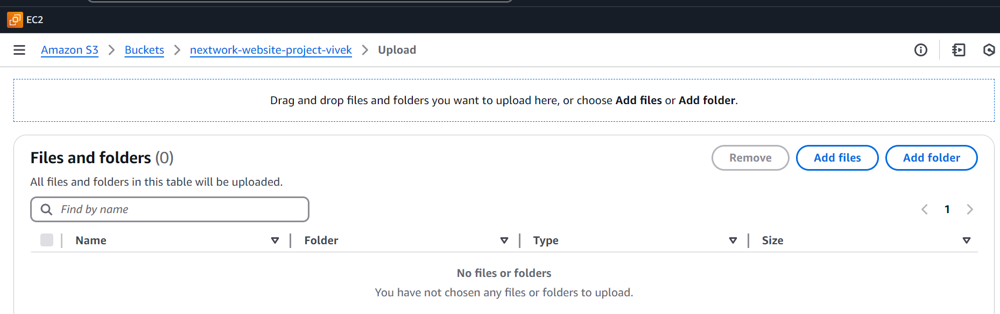 EC2
Amazon S3 > Buckets > nextwork-website-project-vivek > Upload
Drag and drop files and folders you want to upload here, or choose Add files or Add folder.
Files and folders (0)
Remove
Add files
Add folder
All files and folders in this table will be uploaded.
Find by name
1
Name
Folder
Type
Size
No files or folders
You have not chosen any files or folders to upload.